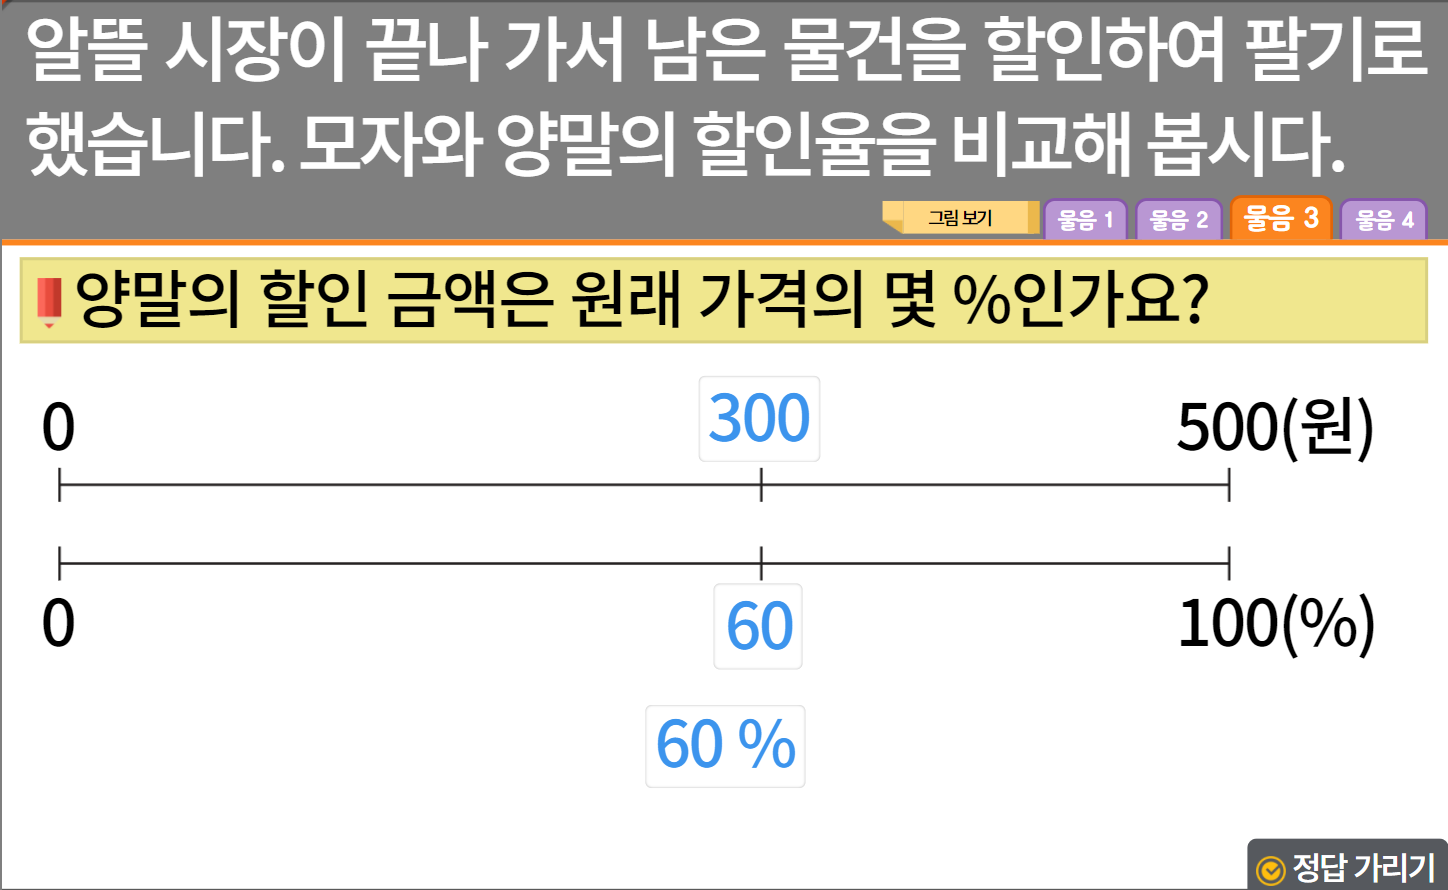 알뜰 시장이 끝나 가서 남은 물건을 할인하여 팔기로
했습니다. 모자와 양말의 할인율을 비교해 봅시다.
그림 보기 물음 1 물음 2 물음 3 물음 4
양말의 할인 금액은 원래 가격의 몇 %인가요?
0 300 500(원)
0 60 100(%)
60 %
정답 가리기